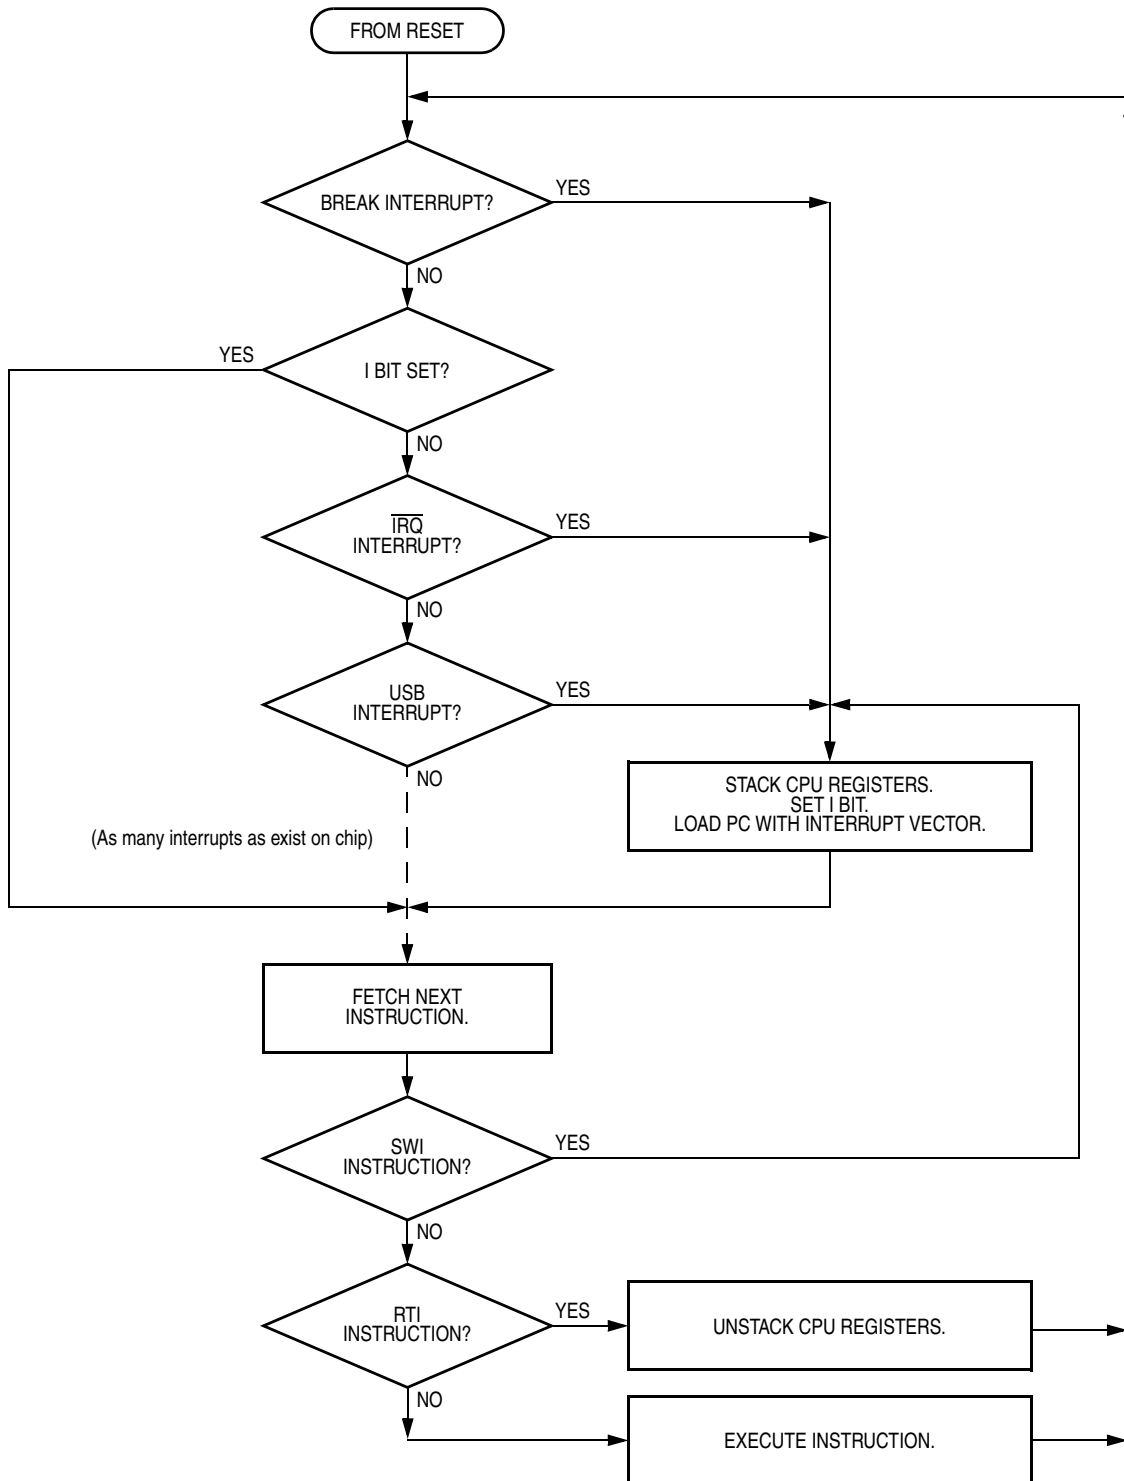 FROM RESET
BREAK INTERRUPT?
YES
NO
YES
I BIT SET?
NO
IRQ
INTERRUPT?
YES
NO
USB
INTERRUPT?
YES
NO
STACK CPU REGISTERS.
SET I BIT.
LOAD PC WITH INTERRUPT VECTOR.
(As many interrupts as exist on chip)
FETCH NEXT
INSTRUCTION.
SWI
INSTRUCTION?
YES
NO
RTI
INSTRUCTION?
YES
UNSTACK CPU REGISTERS.
NO
EXECUTE INSTRUCTION.